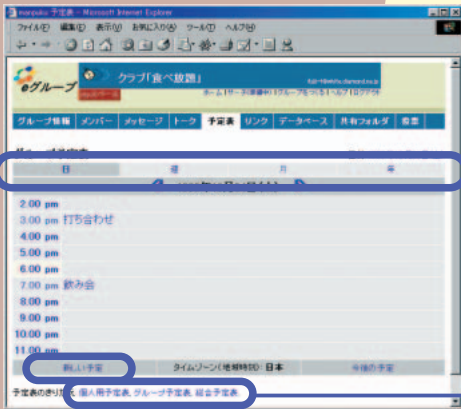 manpuku 予定表 - Microsoft Internet Explorer
ファイル(F) 編集(E) 表示(V) お気に入り(A) ツール(T) ヘルプ(H)
eグループ
クラブ「食べ放題」
グループ情報 メンバー メッセージ トーク 予定表 リンク データベース 共有フォルダ 投票
日 週 月 年
2:00 pm
3:00 pm 打ち合わせ
4:00 pm
5:00 pm
6:00 pm
7:00 pm 飲み会
8:00 pm
9:00 pm
10:00 pm
11:00 pm
新しい予定 タイムゾーン(地域時刻): 日本 今後の予定
予定表のきりかえ 個人用予定表, グループ予定表, 総合予定表